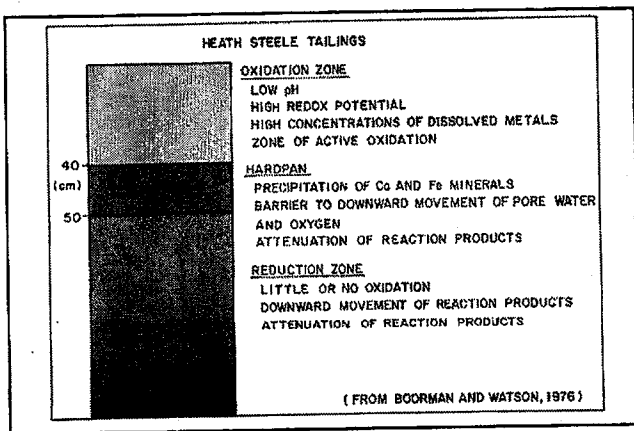 HEATH STEELE TAILINGS
OXIDATION ZONE
LOW pH
HIGH REDOX POTENTIAL
HIGH CONCENTRATIONS OF DISSOLVED METALS
ZONE OF ACTIVE OXIDATION
40
(cm)
HARDPAN
PRECIPITATION OF Ca AND Fe MINERALS
BARRIER TO DOWNWARD MOVEMENT OF PORE WATER
50
AND OXYGEN
ATTENUATION OF REACTION PRODUCTS
REDUCTION ZONE
LITTLE OR NO OXIDATION
DOWNWARD MOVEMENT OF REACTION PRODUCTS
ATTENUATION OF REACTION PRODUCTS
(FROM BOORMAN AND WATSON, 1976)